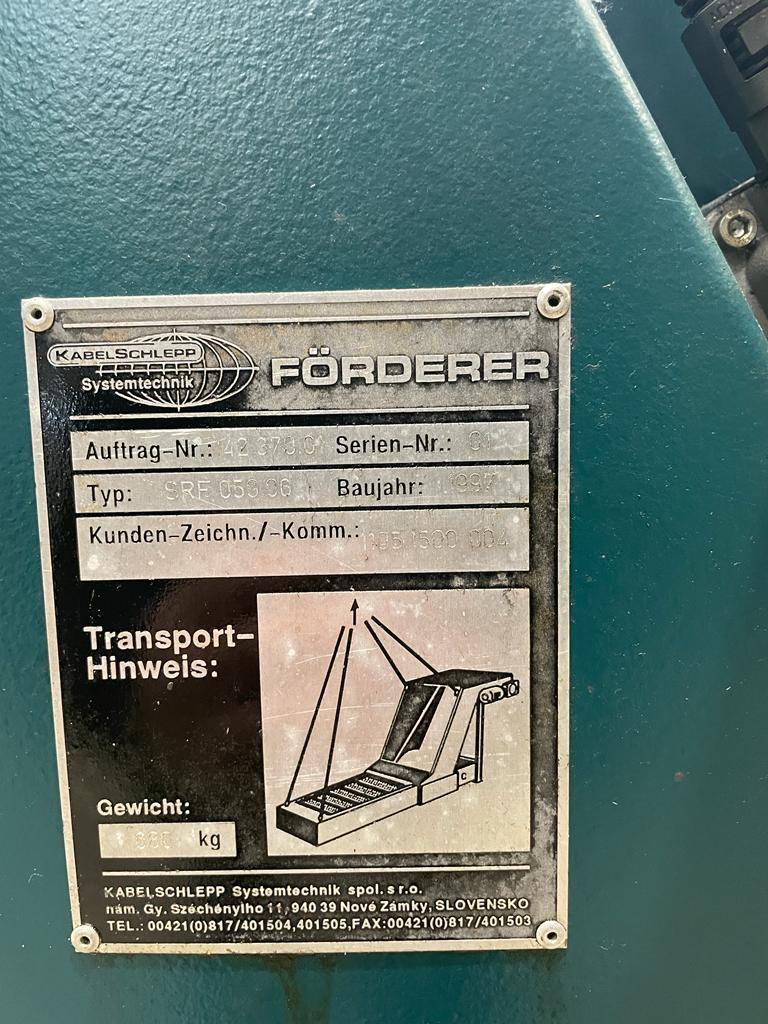 KABELSCHLEPP
Systemtechnik
FÖRDERER
Auftrag-Nr.: Serien-Nr.: 01
Typ: Baujahr: 1997
Kunden-Zeichn./-Komm.:
Transport-
Hinweis:
Gewicht:
kg
KABELSCHLEPP Systemtechnik spol. s r.o.
nám. Gy. Széchényiho 11, 940 39 Nové Zámky, SLOVENSKO
TEL.: 00421(0)817/401504,401505,FAX:00421(0)817/401503